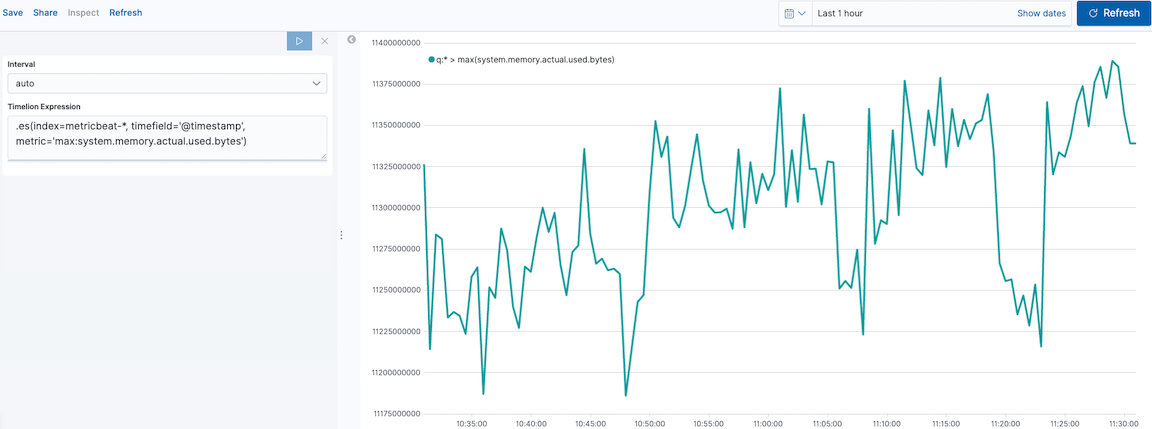 Save Share Inspect Refresh
Last 1 hour
Show dates
Refresh
Interval
auto
Timelion Expression
.es(index=metricbeat-*, timefield='@timestamp',
metric='max:system.memory.actual.used.bytes')
q:* > max(system.memory.actual.used.bytes)
11400000000
11375000000
11350000000
11325000000
11300000000
11275000000
11250000000
11225000000
11200000000
11175000000
10:35:00 10:40:00 10:45:00 10:50:00 10:55:00 11:00:00 11:05:00 11:10:00 11:15:00 11:20:00 11:25:00 11:30:00